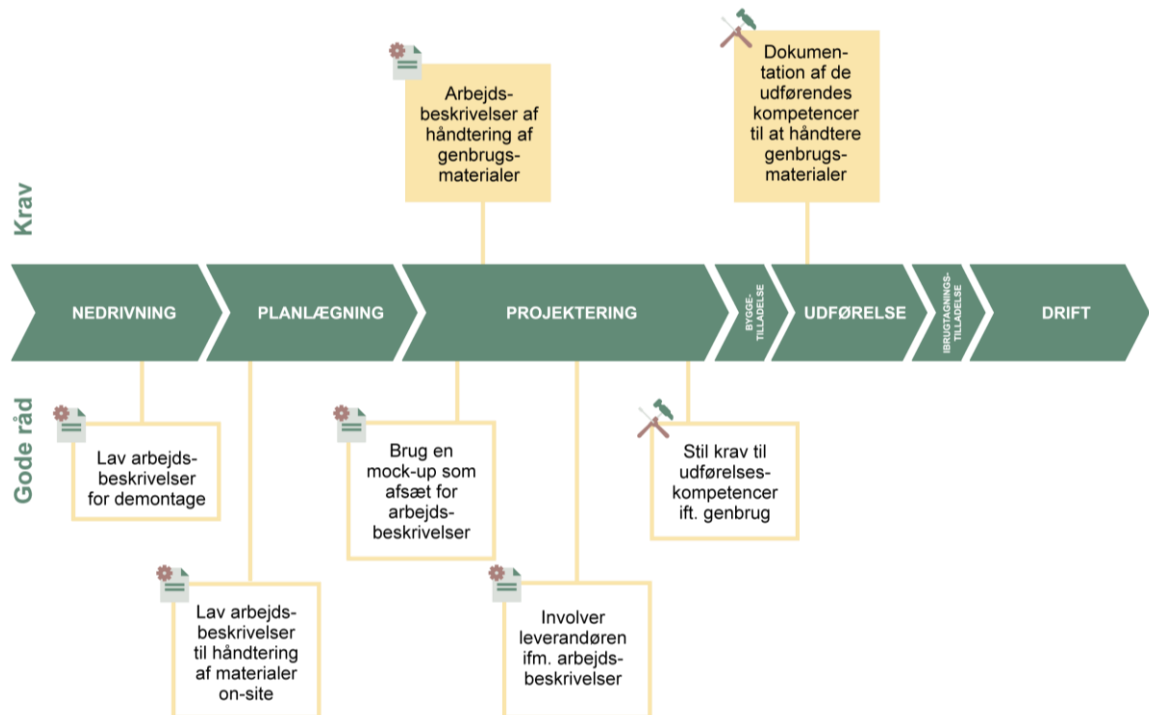 Krav
Arbejds-
beskrivelser af
håndtering af
genbrugs-
materialer
Dokumen-
tation af de
udførendes
kompetencer
til at håndtere
genbrugs-
materialer
NEDRIVNING
PLANLÆGNING
PROJEKTERING
BYGGE-
TILLADELSE
UDFØRELSE
IBRUGTAGNINGS-
TILLADELSE
DRIFT
Gode råd
Lav arbejds-
beskrivelser
for demontage
Lav arbejds-
beskrivelser
til håndtering
af materialer
on-site
Brug en
mock-up som
afsæt for
arbejds-
beskrivelser
Involver
leverandøren
ifm. arbejds-
beskrivelser
Stil krav til
udførelses-
kompetencer
ift. genbrug